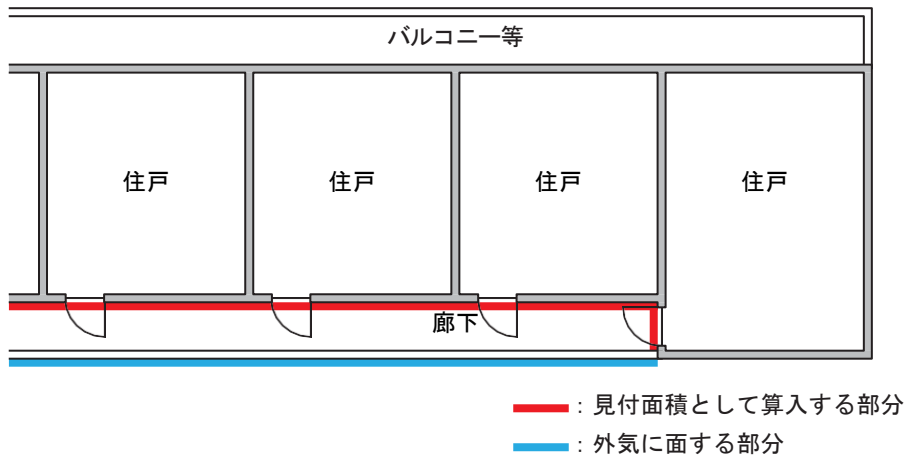 バルコニー等
住戸
住戸
住戸
住戸
廊下
：見付面積として算入する部分
：外気に面する部分